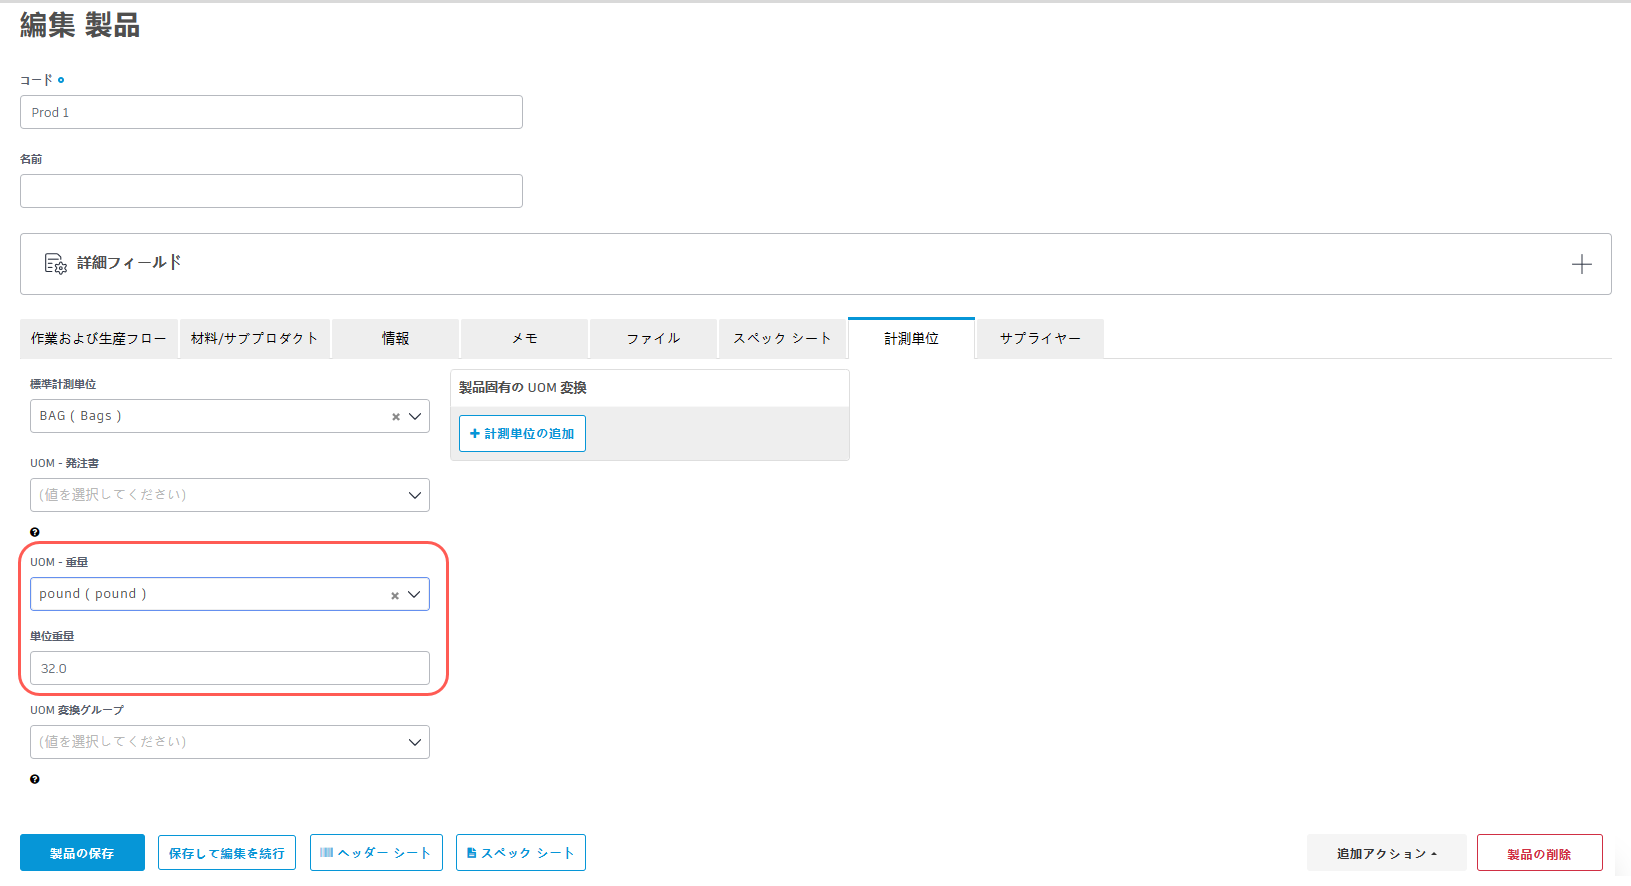 編集 製品
コード
Prod 1
名前
詳細フィールド
作業および生産フロー 材料/サブプロダクト 情報 メモ ファイル スペック シート 計測単位 サプライヤー
標準計測単位
BAG ( Bags )
UOM - 発注書
(値を選択してください)
UOM - 重量
pound ( pound )
単位重量
32.0
UOM 変換グループ
(値を選択してください)
製品固有の UOM 変換
計測単位の追加
製品の保存 保存して編集を続行 ヘッダー シート スペック シート 追加アクション 製品の削除